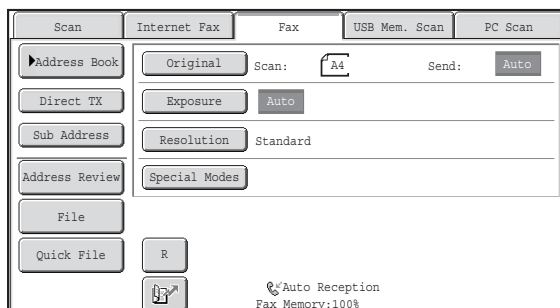 Scan Internet Fax Fax USB Mem. Scan PC Scan
Address Book Original Scan: A4 Send: Auto
Direct TX Exposure Auto
Sub Address Resolution Standard
Address Review Special Modes
File
Quick File R
Auto Reception
Fax Memory:100%